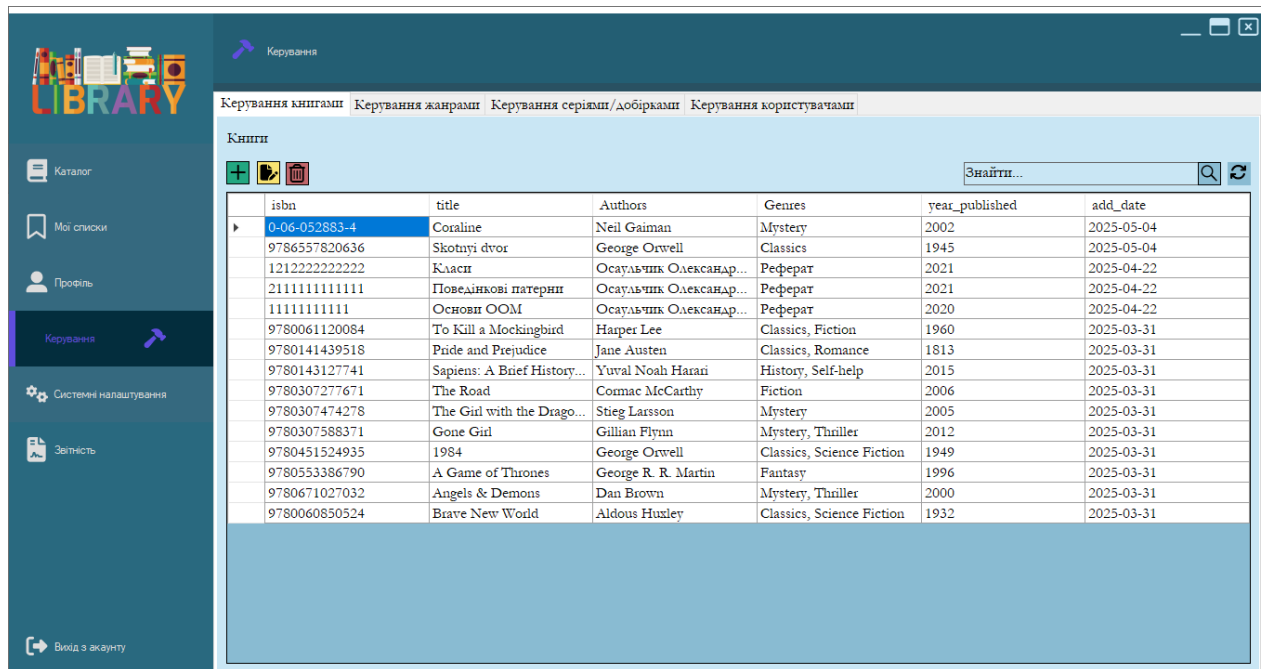 LIBRARY
Каталог
Мої списки
Профіль
Керування
Системні налаштування
Звітність
Вихід з акаунту
Керування
Керування книгами Керування жанрами Керування серіями/добірками Керування користувачами
Книги
Знайти...
isbn title Authors Genres year_published add_date
0-06-052883-4 Coraline Neil Gaiman Mystery 2002 2025-05-04
9786557820636 Skotnyi dvor George Orwell Classics 1945 2025-05-04
1212222222222 Класи Осаульчик Олександр... Реферат 2021 2025-04-22
2111111111111 Поведінкові патерни Осаульчик Олександр... Реферат 2021 2025-04-22
11111111111 Основи ООМ Осаульчик Олександр... Реферат 2020 2025-04-22
9780061120084 To Kill a Mockingbird Harper Lee Classics, Fiction 1960 2025-03-31
9780141439518 Pride and Prejudice Jane Austen Classics, Romance 1813 2025-03-31
9780143127741 Sapiens: A Brief History... Yuval Noah Harari History, Self-help 2015 2025-03-31
9780307277671 The Road Cormac McCarthy Fiction 2006 2025-03-31
9780307474278 The Girl with the Drago... Stieg Larsson Mystery 2005 2025-03-31
9780307588371 Gone Girl Gillian Flynn Mystery, Thriller 2012 2025-03-31
9780451524935 1984 George Orwell Classics, Science Fiction 1949 2025-03-31
9780553386790 A Game of Thrones George R. R. Martin Fantasy 1996 2025-03-31
9780671027032 Angels & Demons Dan Brown Mystery, Thriller 2000 2025-03-31
9780060850524 Brave New World Aldous Huxley Classics, Science Fiction 1932 2025-03-31